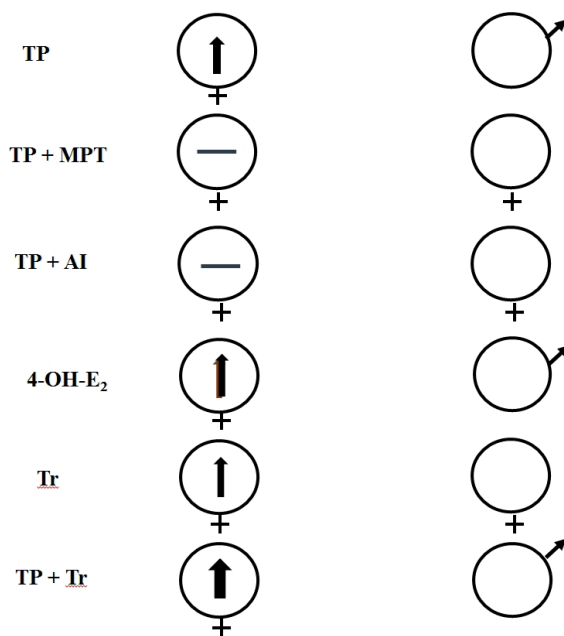 TP
TP + MPT
TP + AI
4-OH-E₂
Tr
TP + Tr